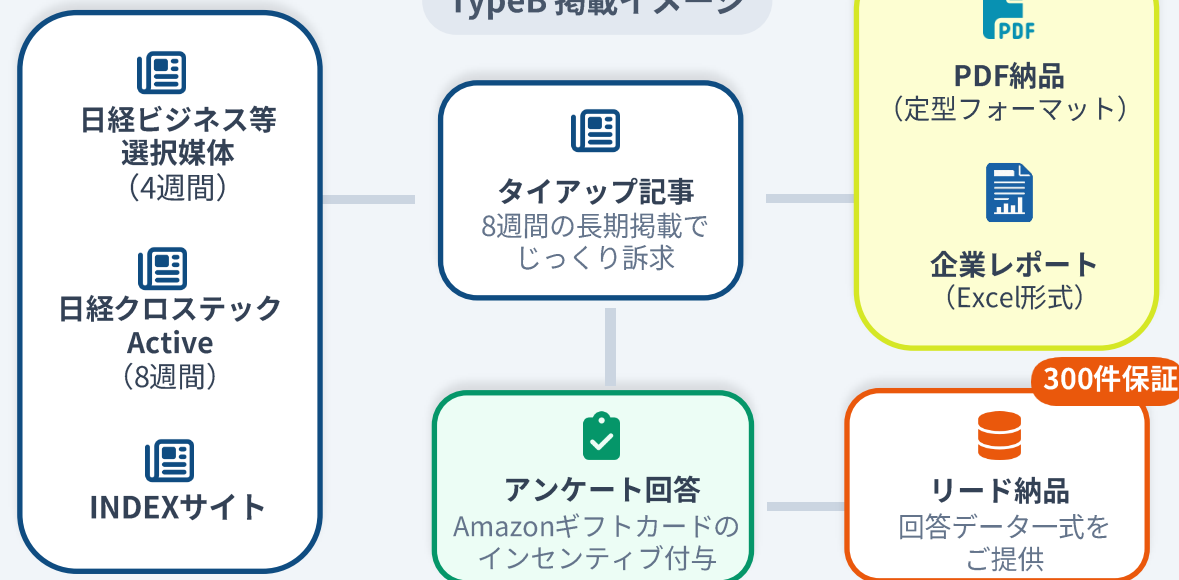 TypeB 掲載イメージ
日経ビジネス等
選択媒体
（4週間）
日経クロステック
Active
（8週間）
INDEXサイト
タイアップ記事
8週間の長期掲載で
じっくり訴求
PDF
PDF納品
（定型フォーマット）
企業レポート
（Excel形式）
アンケート回答
Amazonギフトカードの
インセンティブ付与
300件保証
リード納品
回答データ一式を
ご提供